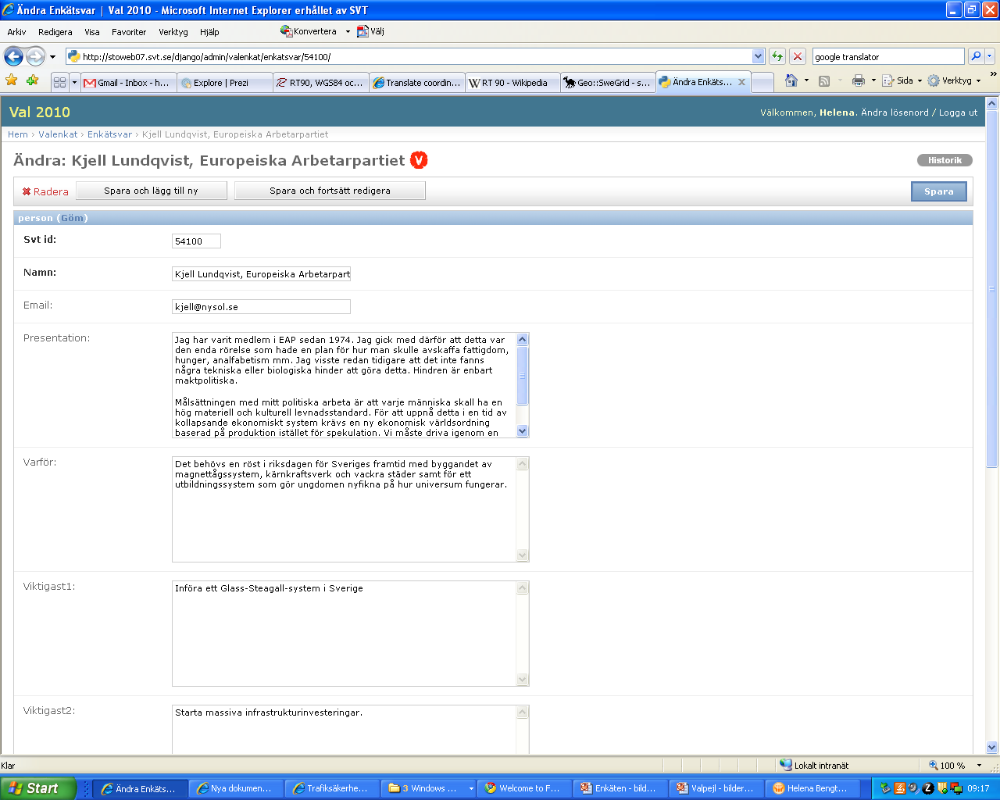 Ändra Enkätsvar | Val 2010 - Microsoft Internet Explorer erhållet av SVT
Arkiv Redigera Visa Favoriter Verktyg Hjälp Konvertera Välj
http://stoweb07.svt.se/django/admin/valenkat/enkatsvar/54100/ google translator
Gmail - Inbox - h... Explore | Prezi RT90, WGS84 oc... Translate coordin... RT 90 - Wikipedia Geo::SweGrid - s... Ändra Enkäts... Sida Verktyg
Val 2010 Välkommen, Helena. Ändra lösenord / Logga ut
Hem › Valenkat › Enkätsvar › Kjell Lundqvist, Europeiska Arbetarpartiet
Ändra: Kjell Lundqvist, Europeiska Arbetarpartiet V Historik
Radera Spara och lägg till ny Spara och fortsätt redigera Spara
person (Göm)
Svt id: 54100
Namn: Kjell Lundqvist, Europeiska Arbetarpart
Email: kjell@nysol.se
Presentation: Jag har varit medlem i EAP sedan 1974. Jag gick med därför att detta var
den enda rörelse som hade en plan för hur man skulle avskaffa fattigdom,
hunger, analfabetism mm. Jag visste redan tidigare att det inte fanns
några tekniska eller biologiska hinder att göra detta. Hindren är enbart
maktpolitiska.
Målsättningen med mitt politiska arbeta är att varje människa skall ha en
hög materiell och kulturell levnadsstandard. För att uppnå detta i en tid av
kollapsande ekonomiskt system krävs en ny ekonomisk världsordning
baserad på produktion istället för spekulation. Vi måste driva igenom en
Varför: Det behövs en röst i riksdagen för Sveriges framtid med byggandet av
magnettågssystem, kärnkraftsverk och vackra städer samt för ett
utbildningssystem som gör ungdomen nyfikna på hur universum fungerar.
Viktigast1: Införa ett Glass-Steagall-system i Sverige
Viktigast2: Starta massiva infrastrukturinvesteringar.
Klar Lokalt intranät 100 %
Start Ändra Enkäts... Nya dokumen... Trafiksäkerhe... 3 Windows ... Welcome to F... Enkäten - bild... Valpejl - bilder... Helena Bengt... 09:17